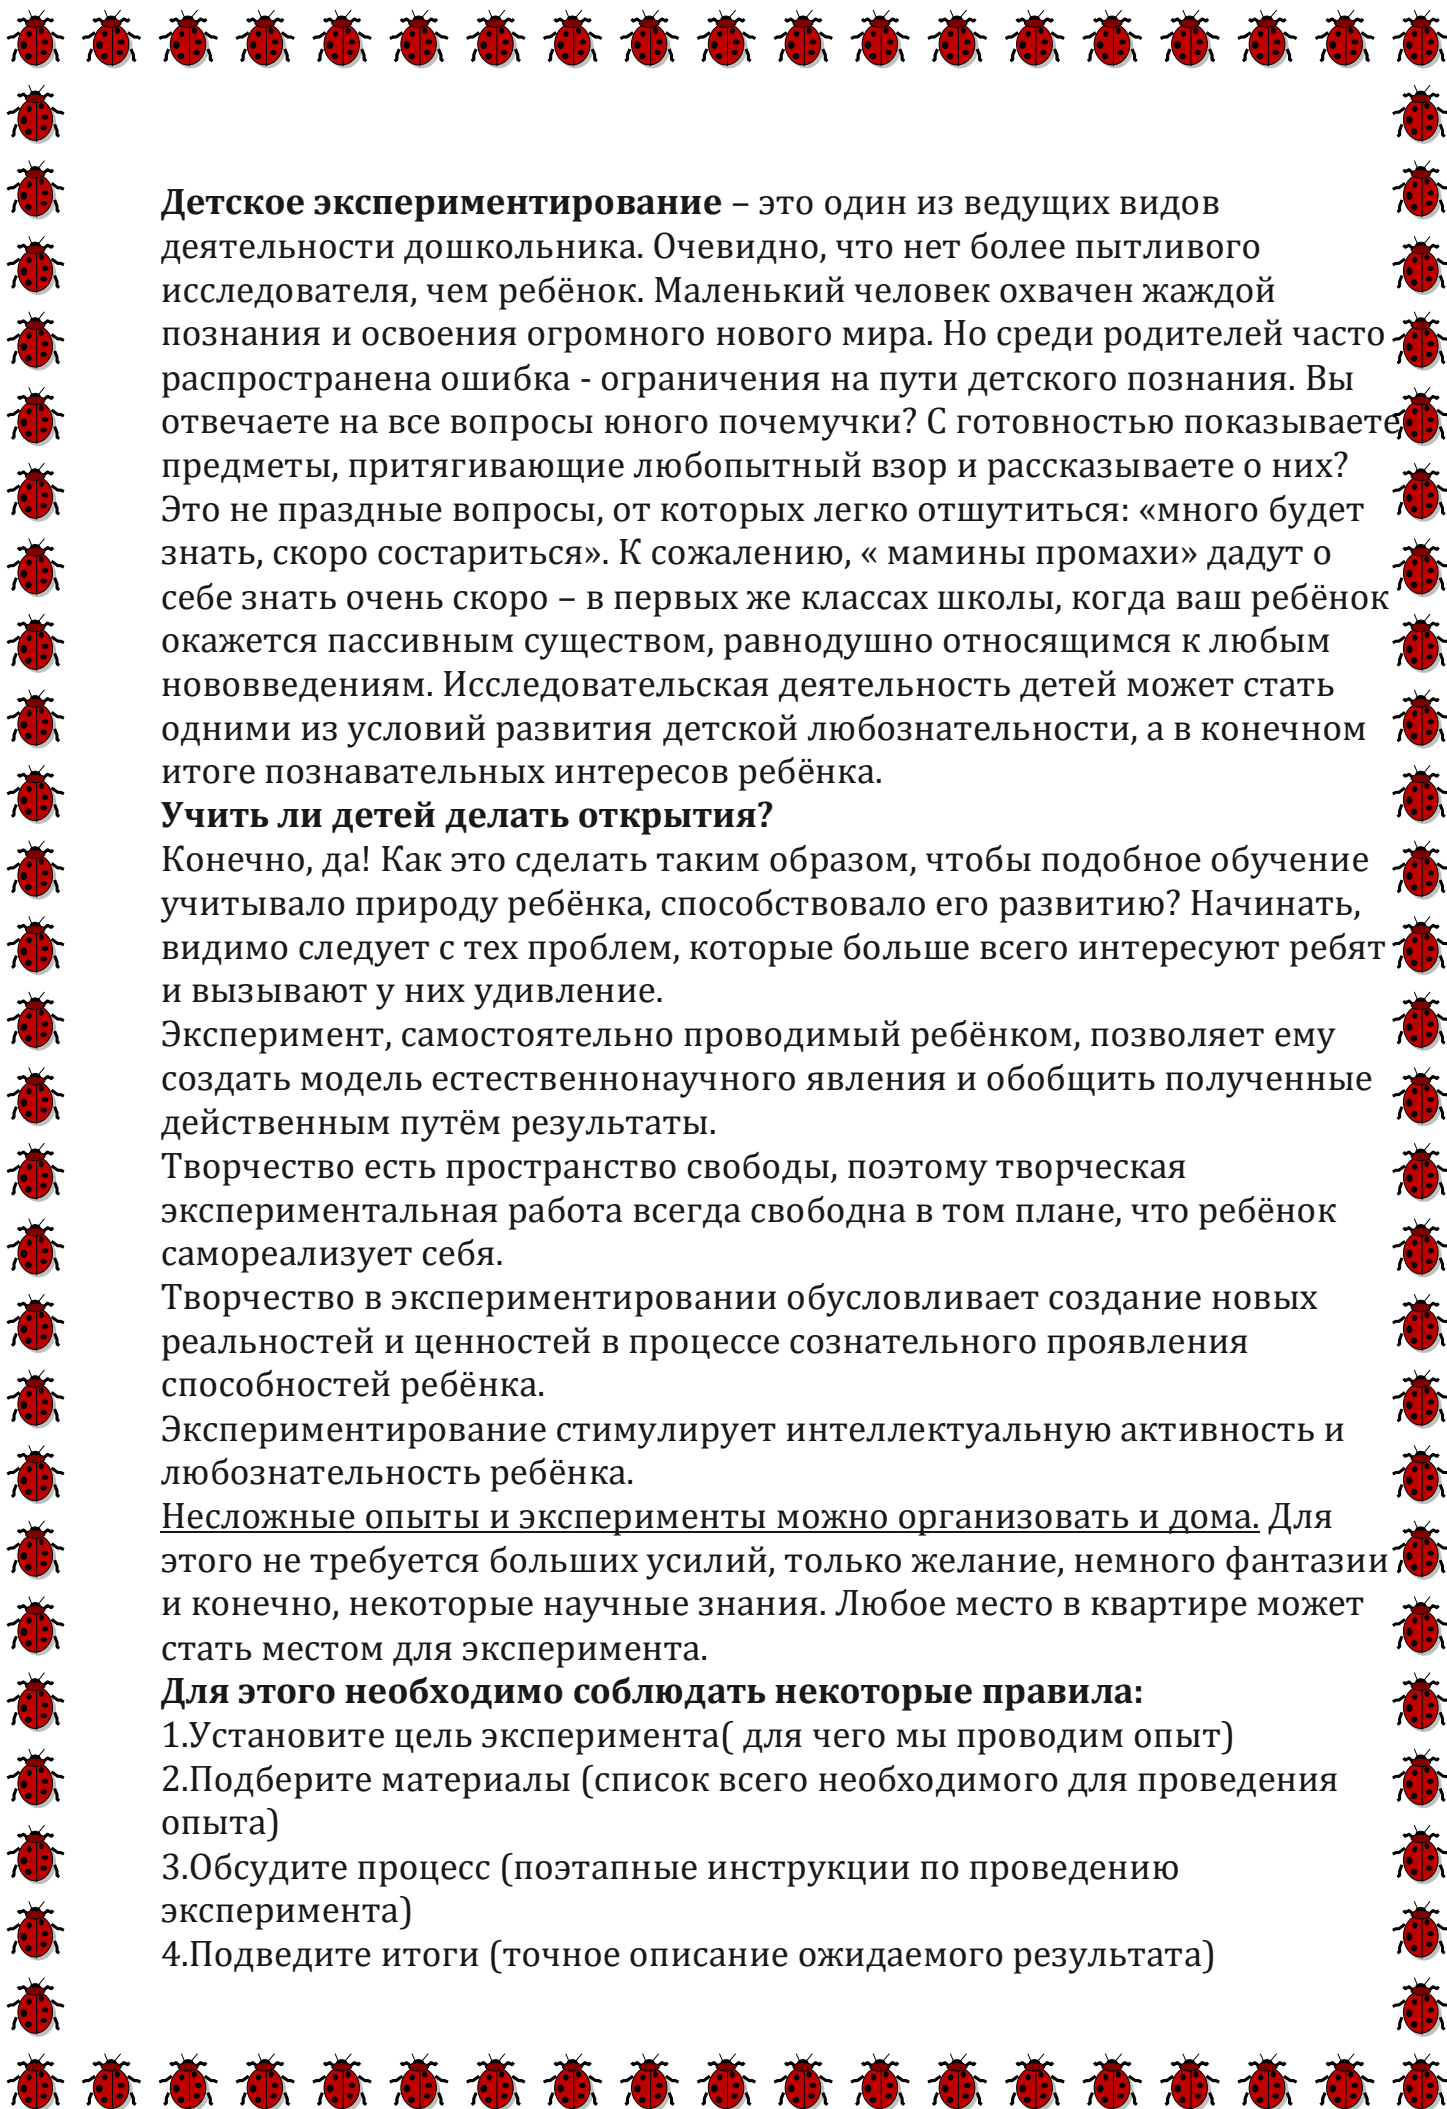 Детское экспериментирование – это один из ведущих видов
деятельности дошкольника. Очевидно, что нет более пытливого
исследователя, чем ребёнок. Маленький человек охвачен жаждой
познания и освоения огромного нового мира. Но среди родителей часто
распространена ошибка - ограничения на пути детского познания. Вы
отвечаете на все вопросы юного почемучки? С готовностью показываете
предметы, притягивающие любопытный взор и рассказываете о них?
Это не праздные вопросы, от которых легко отшутиться: «много будет
знать, скоро состариться». К сожалению, « мамины промахи» дадут о
себе знать очень скоро – в первых же классах школы, когда ваш ребёнок
окажется пассивным существом, равнодушно относящимся к любым
нововведениям. Исследовательская деятельность детей может стать
одними из условий развития детской любознательности, а в конечном
итоге познавательных интересов ребёнка.
Учить ли детей делать открытия?
Конечно, да! Как это сделать таким образом, чтобы подобное обучение
учитывало природу ребёнка, способствовало его развитию? Начинать,
видимо следует с тех проблем, которые больше всего интересуют ребят
и вызывают у них удивление.
Эксперимент, самостоятельно проводимый ребёнком, позволяет ему
создать модель естественнонаучного явления и обобщить полученные
действенным путём результаты.
Творчество есть пространство свободы, поэтому творческая
экспериментальная работа всегда свободна в том плане, что ребёнок
самореализует себя.
Творчество в экспериментировании обусловливает создание новых
реальностей и ценностей в процессе сознательного проявления
способностей ребёнка.
Экспериментирование стимулирует интеллектуальную активность и
любознательность ребёнка.
Несложные опыты и эксперименты можно организовать и дома. Для
этого не требуется больших усилий, только желание, немного фантазии
и конечно, некоторые научные знания. Любое место в квартире может
стать местом для эксперимента.
Для этого необходимо соблюдать некоторые правила:
1.Установите цель эксперимента( для чего мы проводим опыт)
2.Подберите материалы (список всего необходимого для проведения
опыта)
3.Обсудите процесс (поэтапные инструкции по проведению
эксперимента)
4.Подведите итоги (точное описание ожидаемого результата)